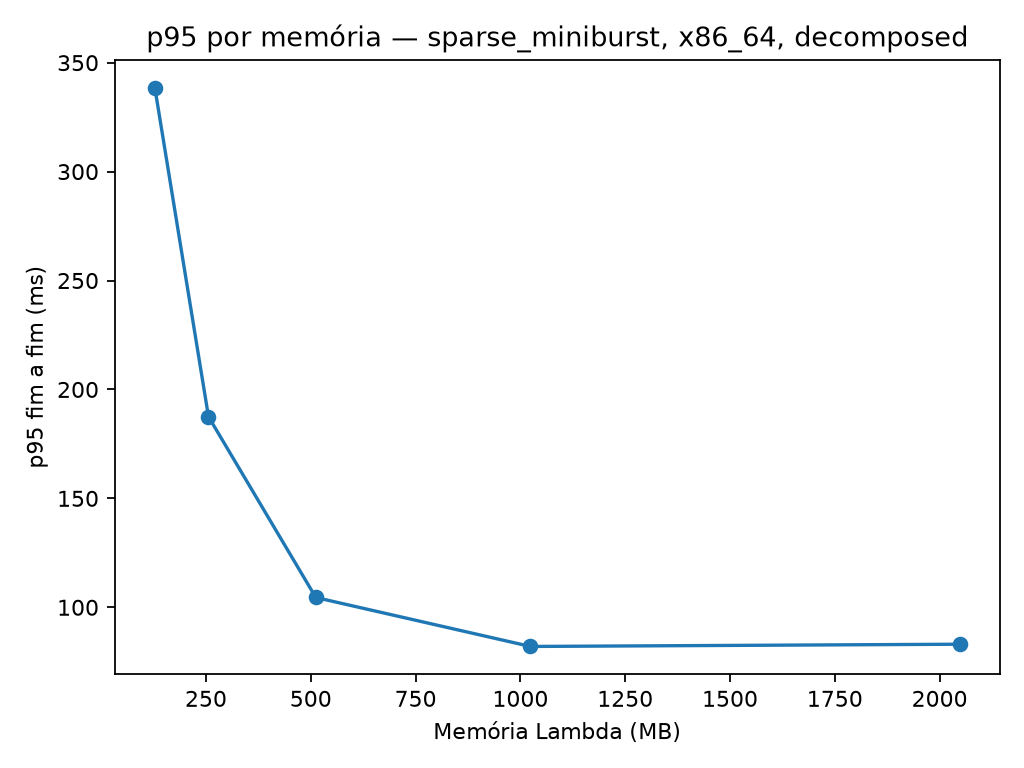 p95 por memória — sparse_miniburst, x86_64, decomposed
350
300
250
200
150
100
p95 fim a fim (ms)
250 500 750 1000 1250 1500 1750 2000
Memória Lambda (MB)